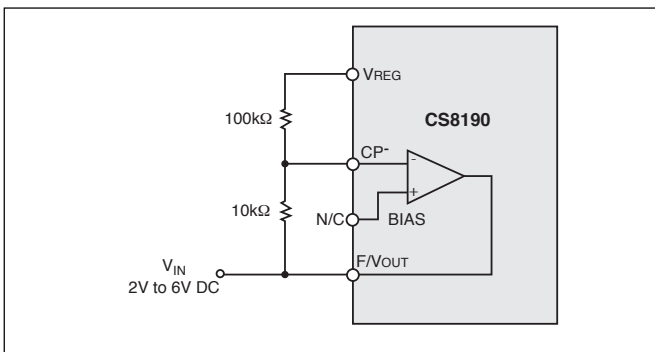 VREG
100kΩ
CS8190
CP-
-
10kΩ
+
N/C
BIAS
F/VOUT
VIN
2V to 6V DC